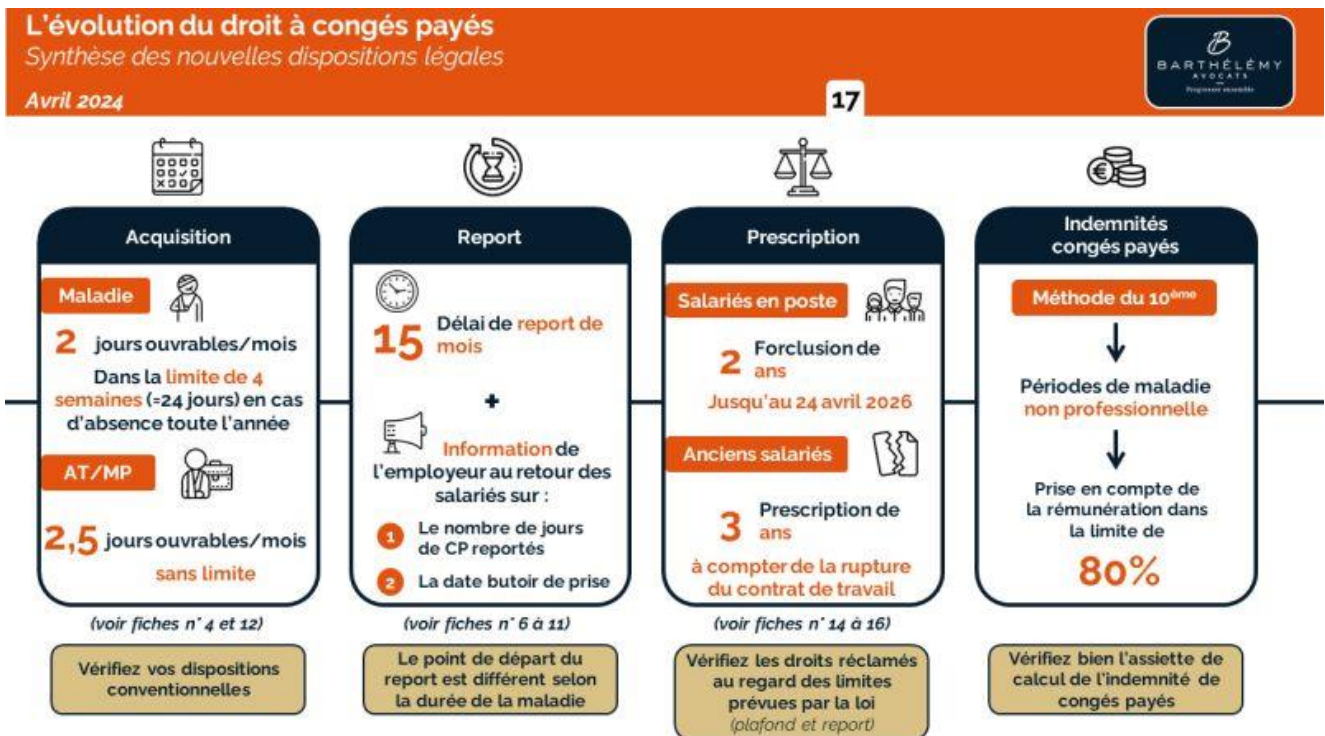 L'évolution du droit à congés payés
Synthèse des nouvelles dispositions légales
Avril 2024
17
B
BARTHÉLÉMY
AVOCATS
Progressons ensemble
Acquisition
Maladie
2 jours ouvrables/mois
Dans la limite de 4
semaines (=24 jours) en cas
d'absence toute l'année
AT/MP
2,5 jours ouvrables/mois
sans limite
(voir fiches n° 4 et 12)
Vérifiez vos dispositions
conventionnelles
Report
15 Délai de report de
mois
+
Information de
l'employeur au retour des
salariés sur :
1 Le nombre de jours
de CP reportés
2 La date butoir de prise
(voir fiches n° 6 à 11)
Le point de départ du
report est différent selon
la durée de la maladie
Prescription
Salariés en poste
2 Forclusion de
ans
Jusqu'au 24 avril 2026
Anciens salariés
3 Prescription de
ans
à compter de la rupture
du contrat de travail
(voir fiches n° 14 à 16)
Vérifiez les droits réclamés
au regard des limites
prévues par la loi
(plafond et report)
Indemnités
congés payés
Méthode du 10ème
Périodes de maladie
non professionnelle
Prise en compte de
la rémunération dans
la limite de
80%
Vérifiez bien l'assiette de
calcul de l'indemnité de
congés payés